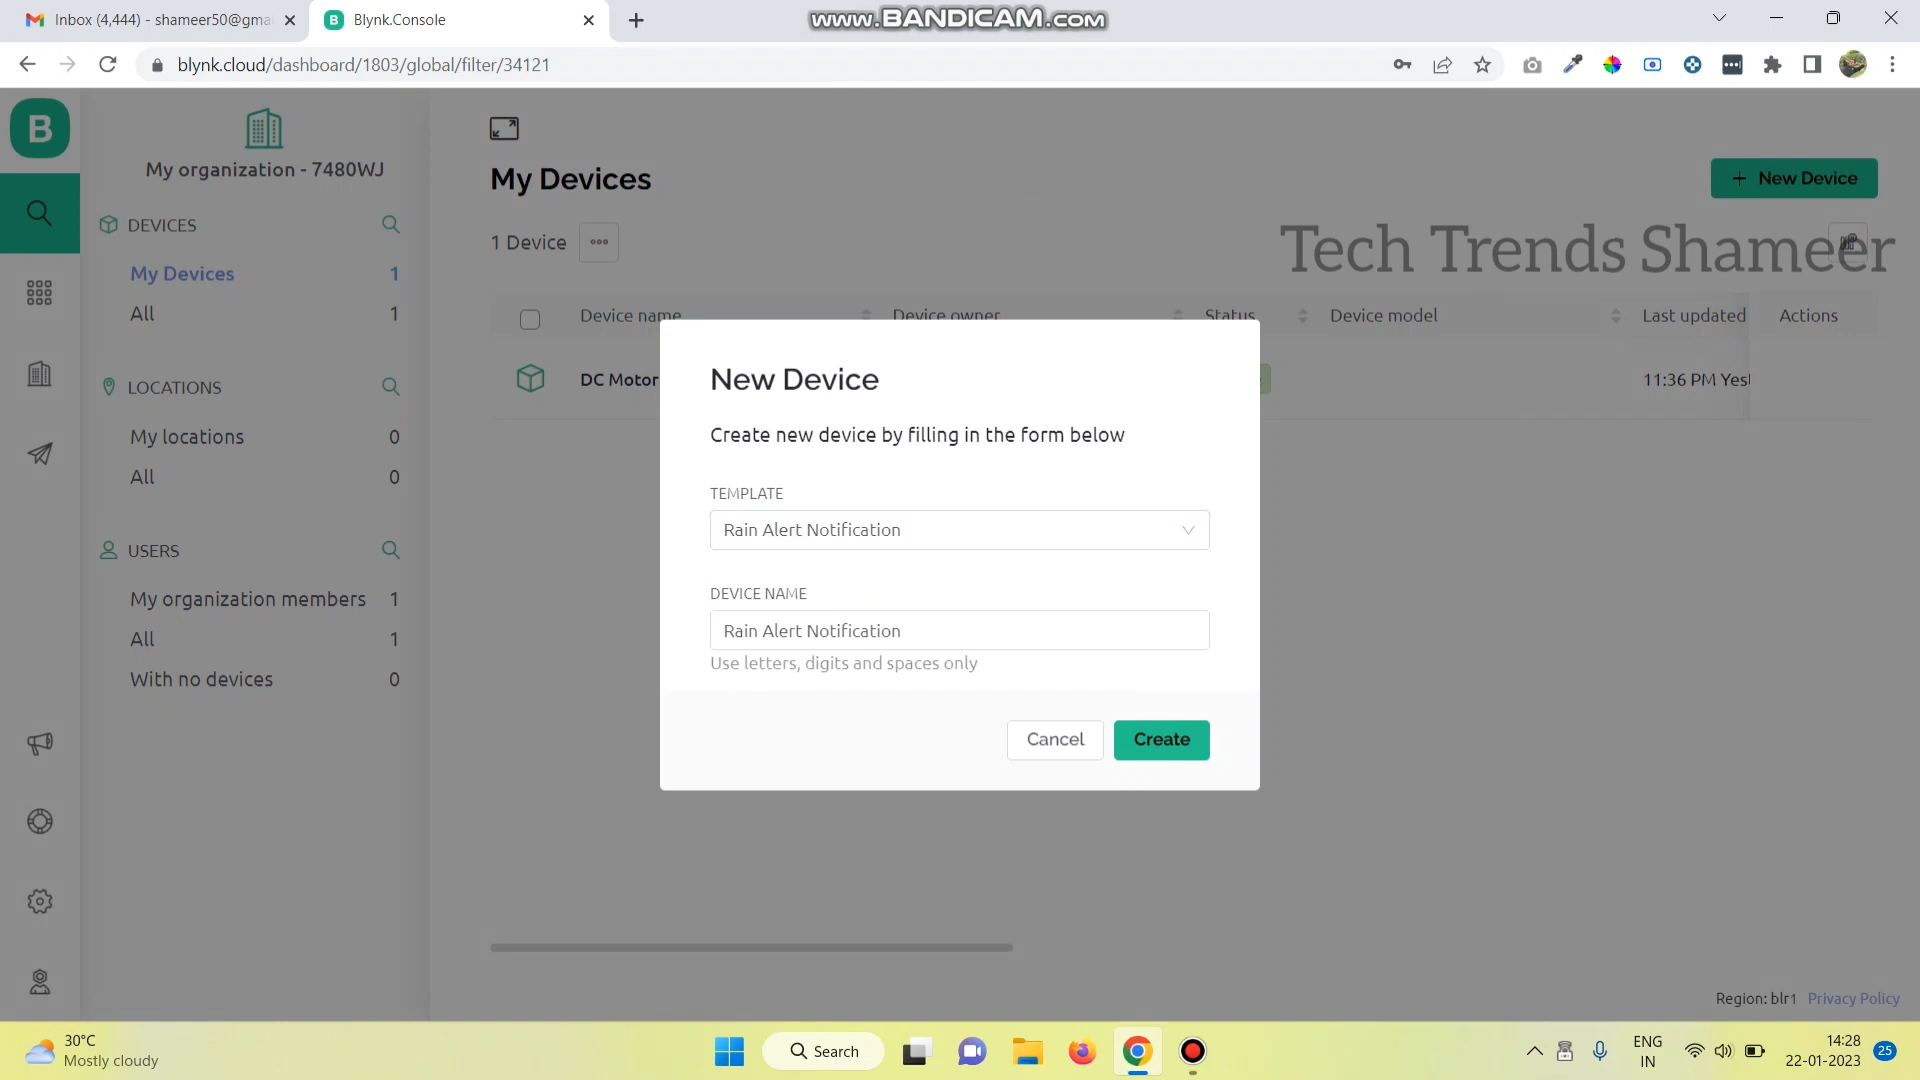 Inbox (4,444) - shameer50@gma
Blynk.Console
www.BANDICAM.com
blynk.cloud/dashboard/1803/global/filter/34121
B
My organization - 7480WJ
My Devices
+ New Device
DEVICES
1 Device
Tech Trends Shameer
My Devices 1
All 1
Device name
Device owner
Status
Device model
Last updated
Actions
DC Motor
11:36 PM Yest
New Device
Create new device by filling in the form below
LOCATIONS
My locations 0
All 0
TEMPLATE
Rain Alert Notification
USERS
My organization members 1
All 1
With no devices 0
DEVICE NAME
Rain Alert Notification
Use letters, digits and spaces only
Cancel
Create
Region: blr1 Privacy Policy
30°C
Mostly cloudy
Search
ENG
IN
14:28
22-01-2023
25